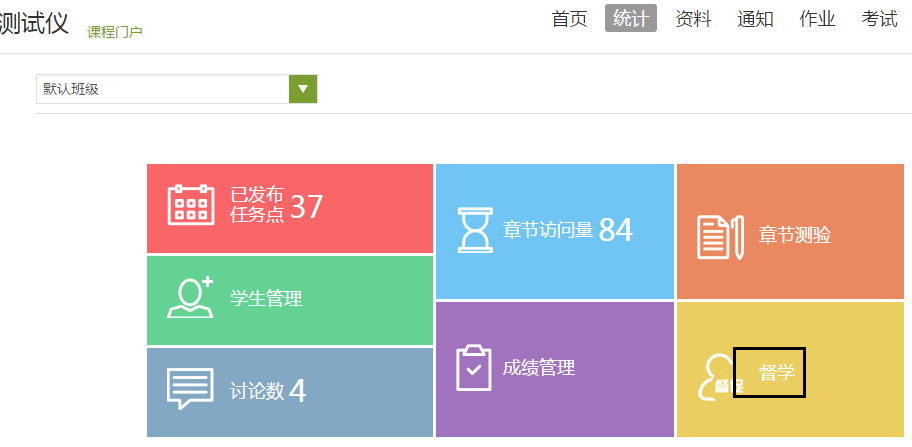 测试仪 课程门户 首页 统计 资料 通知 作业 考试
默认班级
已发布
任务点 37
章节访问量 84
章节测验
学生管理
成绩管理
督学
督促
讨论数 4